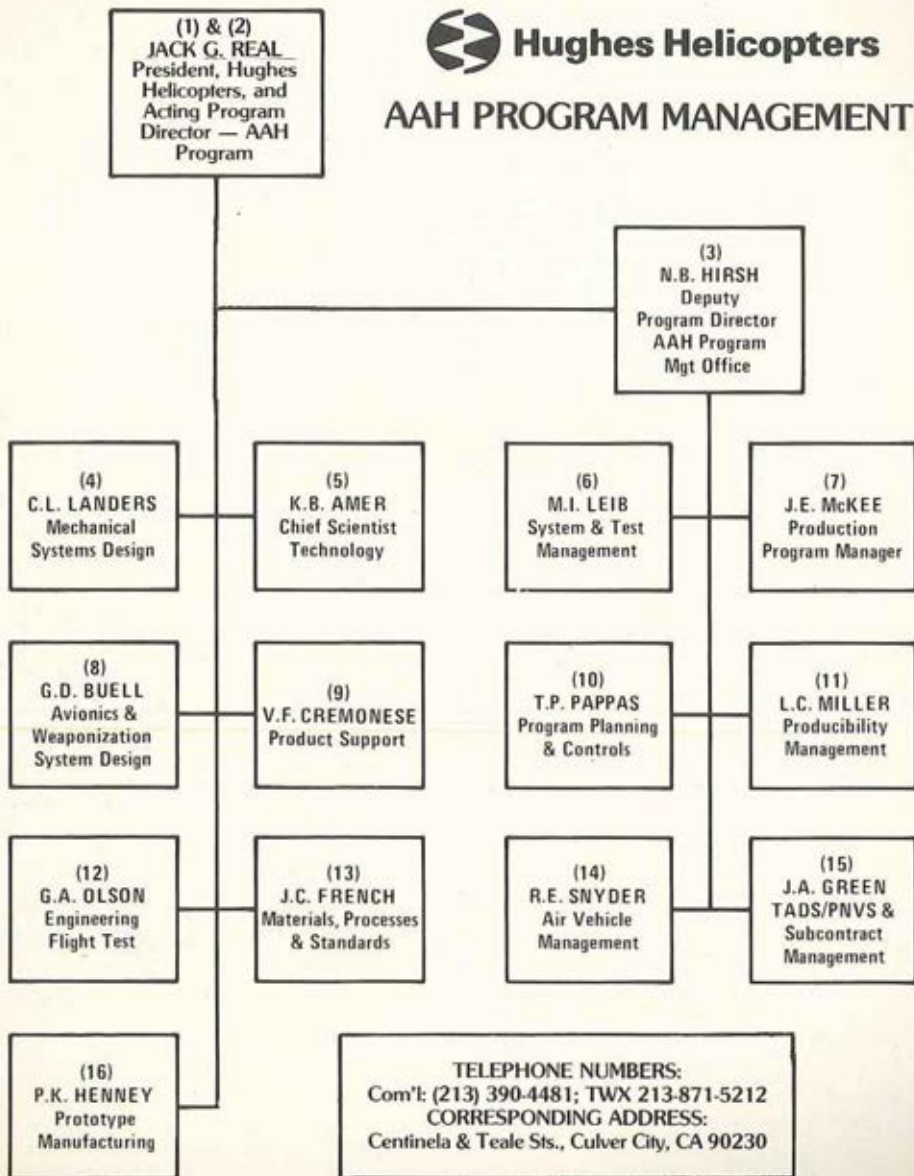 (1) & (2)
JACK G. REAL
President, Hughes
Helicopters, and
Acting Program
Director — AAH
Program
Hughes Helicopters
AAH PROGRAM MANAGEMENT
(3)
N.B. HIRSH
Deputy
Program Director
AAH Program
Mgt Office
(4)
C.L. LANDERS
Mechanical
Systems Design
(5)
K.B. AMER
Chief Scientist
Technology
(6)
M.I. LEIB
System & Test
Management
(7)
J.E. McKEE
Production
Program Manager
(8)
G.D. BUELL
Avionics &
Weaponization
System Design
(9)
V.F. CREMONESE
Product Support
(10)
T.P. PAPPAS
Program Planning
& Controls
(11)
L.C. MILLER
Producibility
Management
(12)
G.A. OLSON
Engineering
Flight Test
(13)
J.C. FRENCH
Materials, Processes
& Standards
(14)
R.E. SNYDER
Air Vehicle
Management
(15)
J.A. GREEN
TADS/PNVS &
Subcontract
Management
(16)
P.K. HENNEY
Prototype
Manufacturing
TELEPHONE NUMBERS:
Com'l: (213) 390-4481; TWX 213-871-5212
CORRESPONDING ADDRESS:
Centinela & Teale Sts., Culver City, CA 90230